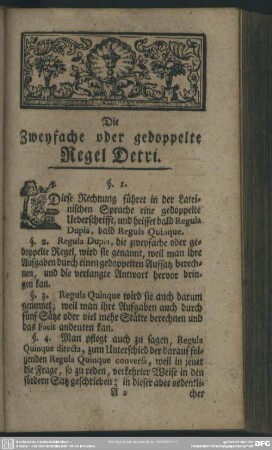 Die
Zweyfache oder gedoppelte
Regel Detri.
§. 1.
Diese Rechnung führet in der Latei-
nischen Sprache eine gedoppelte
Ueberschrifft, und heisset bald Regula
Dupla, bald Regula Quinque.
§. 2. Regula Dupla, die zweyfache oder ge-
doppelte Regel, wird sie genannt, weil man ihre
Aufgaben durch einen gedoppelten Aufsatz berech-
nen, und die verlangte Antwort hervor brin-
gen kan.
§. 3. Regula Quinque wird sie auch darum
genennet, weil man ihre Aufgaben auch durch
fünf Sätze oder viel mehr Stätte berechnen und
das Facit andeuten kan.
§. 4. Man pflegt auch zu sagen, Regula
Quinque directa, zum Unterschied der darauf fol-
genden Regula Quinque conversa, weil in jener
die Frage, so zu reden, verkehrter Weise in den
fördern Satz geschrieben; in dieser aber ordentli-
A 2 cher